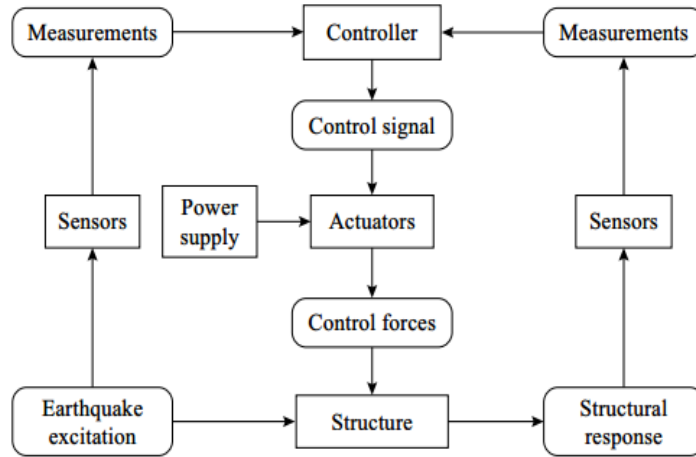 Measurements
Controller
Measurements
Control signal
Sensors
Power
supply
Actuators
Sensors
Control forces
Earthquake
excitation
Structure
Structural
response